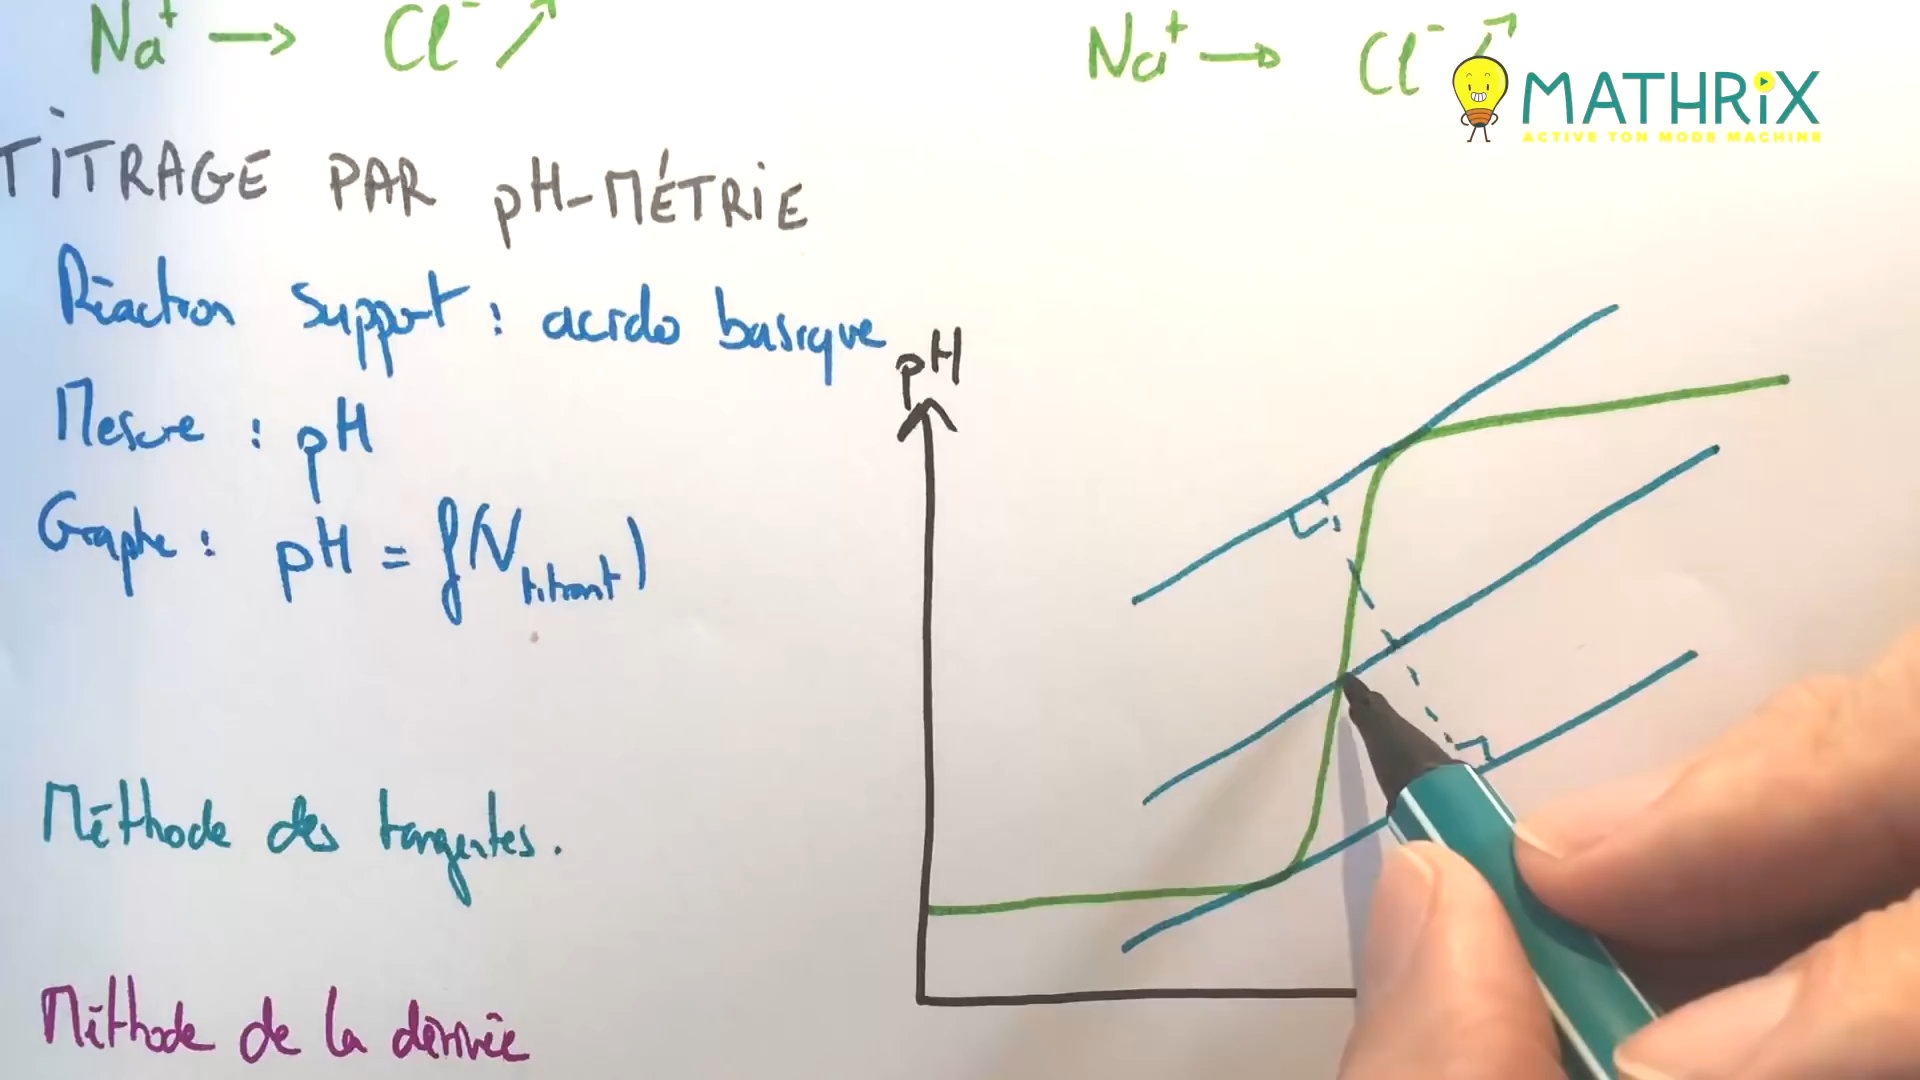 Na⁺ → Cl⁻ ↗
Na⁺ → Cl⁻ ↗
MATHRiX
ACTIVE TON MODE MACHINE
TITRAGE PAR pH-MÉTRIE
Réaction support : acido basique
pH
Mesure : pH
Graphe : pH = f(V titrant)
Méthode des tangentes.
Méthode de la dérivée